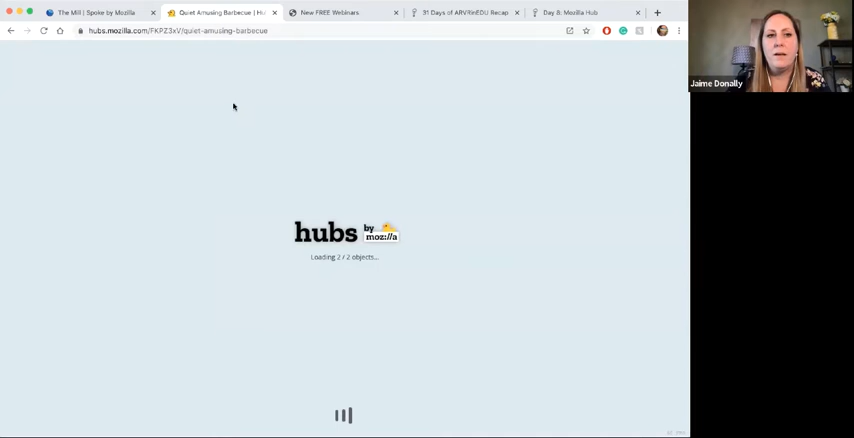 The Mill | Spoke by Mozilla
Quiet Amusing Barbecue | Hu
New FREE Webinars
31 Days of ARVRinEDU Recap
Day 8: Mozilla Hub
hubs.mozilla.com/FKPZ3xV/quiet-amusing-barbecue
Jaime Donally
hubs by moz://a
Loading 2 / 2 objects...